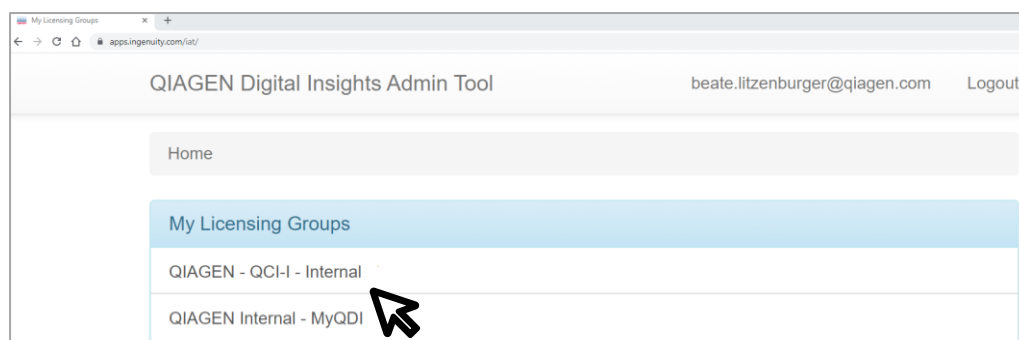 My Licensing Groups
apps.ingenuity.com/iat/
QIAGEN Digital Insights Admin Tool beate.litzenburger@qiagen.com Logout
Home
My Licensing Groups
QIAGEN - QCI-I - Internal
QIAGEN Internal - MyQDI